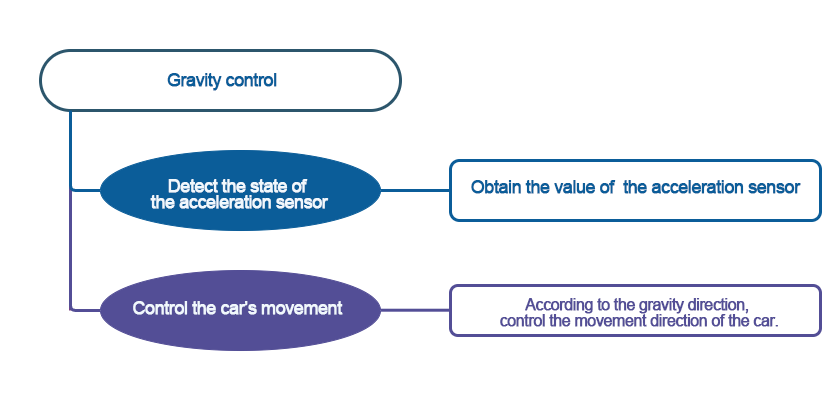 Gravity control
Detect the state of
the acceleration sensor
Obtain the value of  the acceleration sensor
Control the car's movement
According to the gravity direction,
control the movement direction of the car.